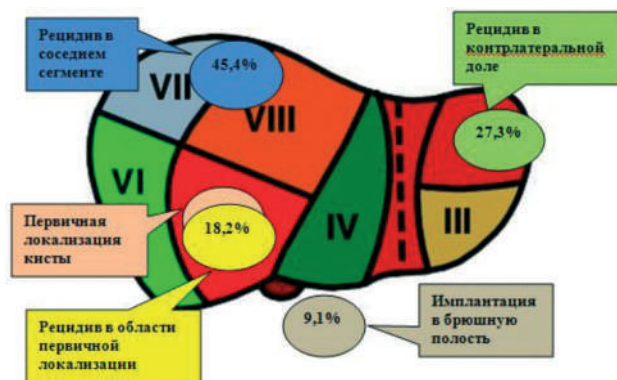 Рецидив в
соседнем
сегменте
45,4%
Рецидив в
контрлатеральной
доле
27,3%
VII
VIII
VI
IV
III
Первичная
локализация
кисты
18,2%
Рецидив в области
первичной
локализации
9,1%
Имплантация
в брюшную
полость